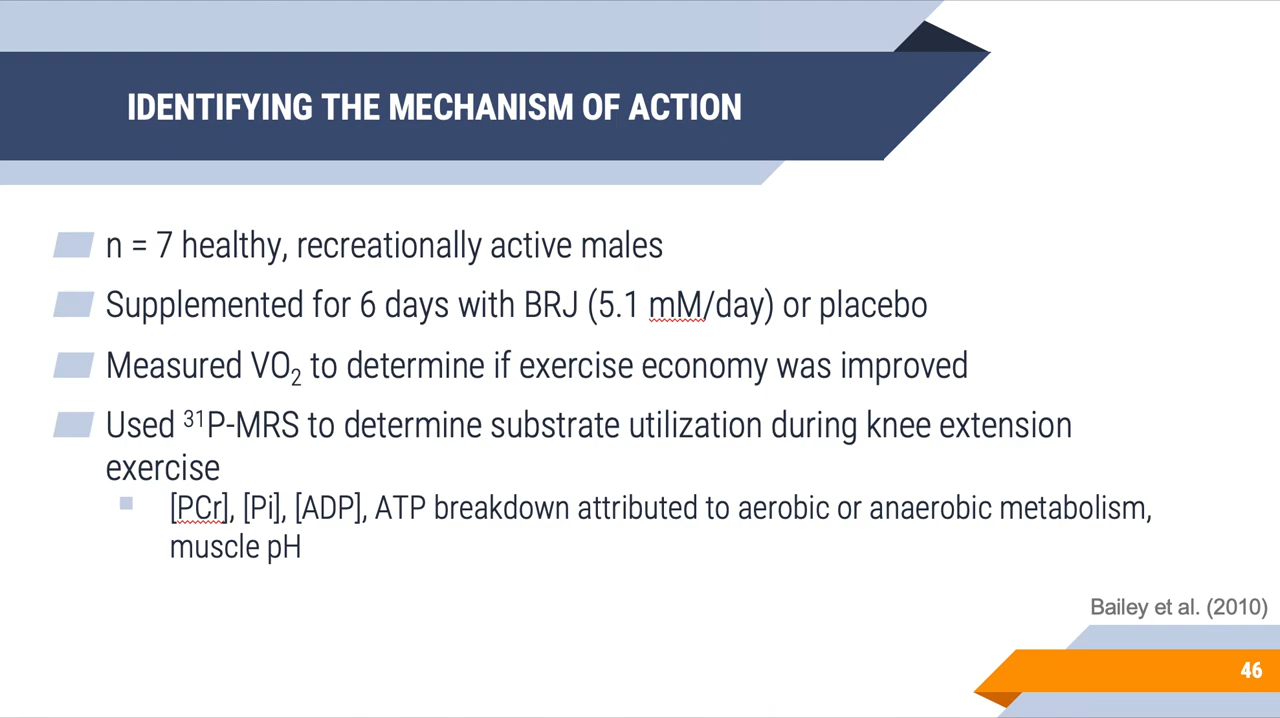 IDENTIFYING THE MECHANISM OF ACTION
n = 7 healthy, recreationally active males
Supplemented for 6 days with BRJ (5.1 mM/day) or placebo
Measured VO₂ to determine if exercise economy was improved
Used ³¹P-MRS to determine substrate utilization during knee extension
exercise
[PCr], [Pi], [ADP], ATP breakdown attributed to aerobic or anaerobic metabolism,
muscle pH
Bailey et al. (2010)
46